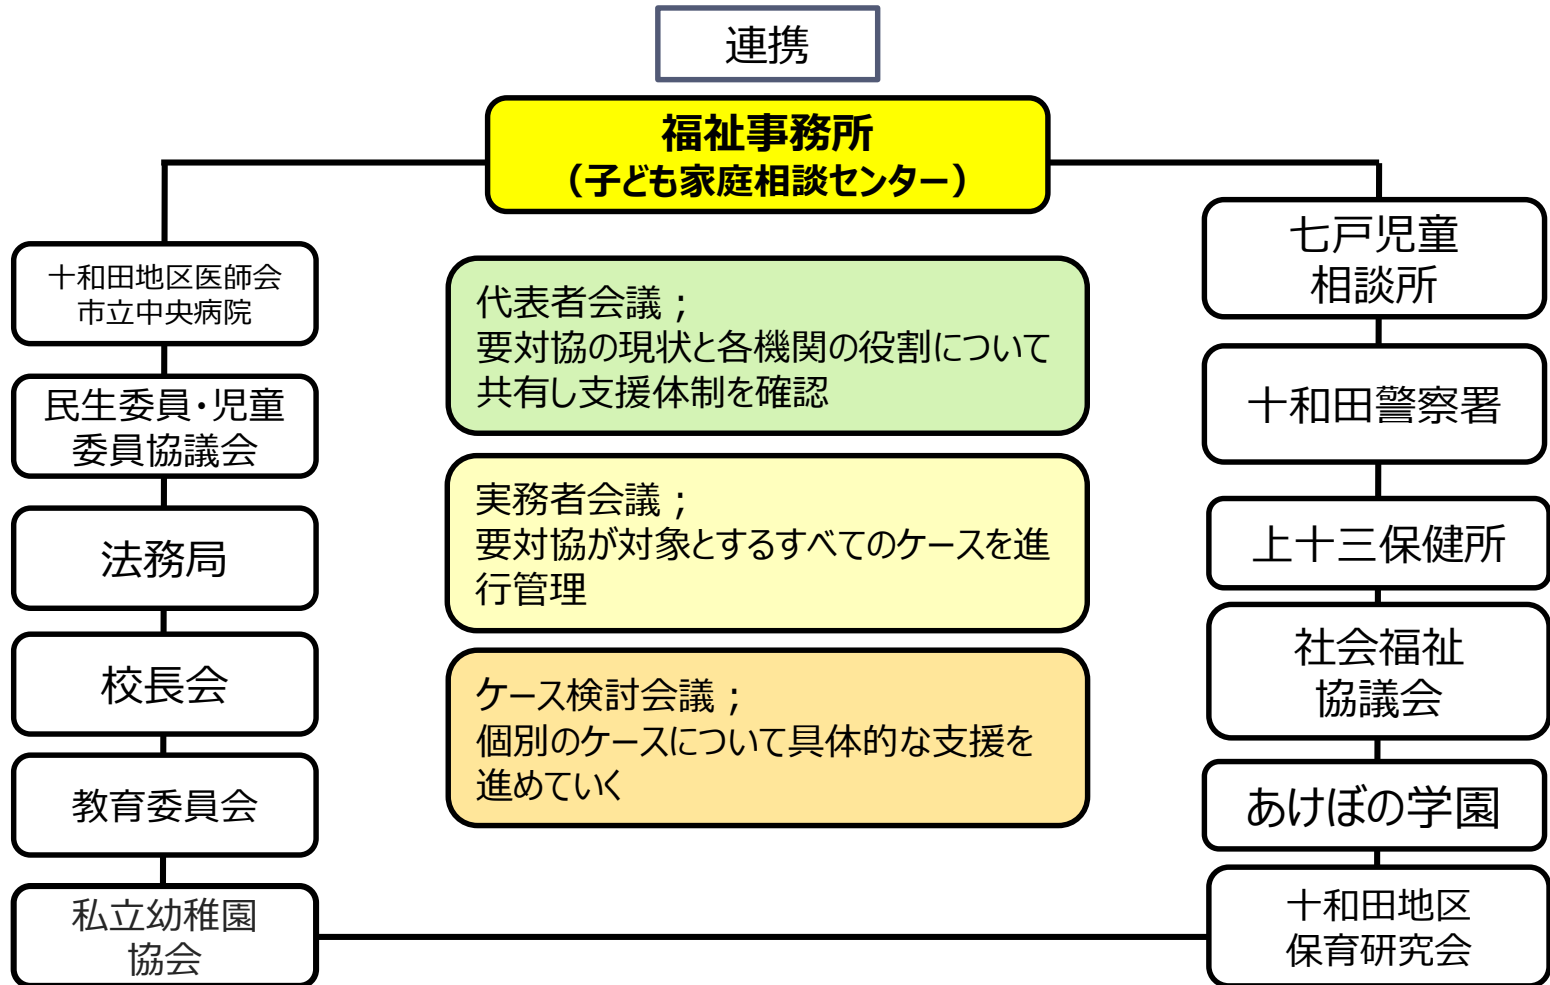 連携
福祉事務所
（子ども家庭相談センター）
十和田地区医師会
市立中央病院
民生委員・児童
委員協議会
法務局
校長会
教育委員会
私立幼稚園
協会
代表者会議；
要対協の現状と各機関の役割について
共有し支援体制を確認
実務者会議；
要対協が対象とするすべてのケースを進
行管理
ケース検討会議；
個別のケースについて具体的な支援を
進めていく
七戸児童
相談所
十和田警察署
上十三保健所
社会福祉
協議会
あけぼの学園
十和田地区
保育研究会